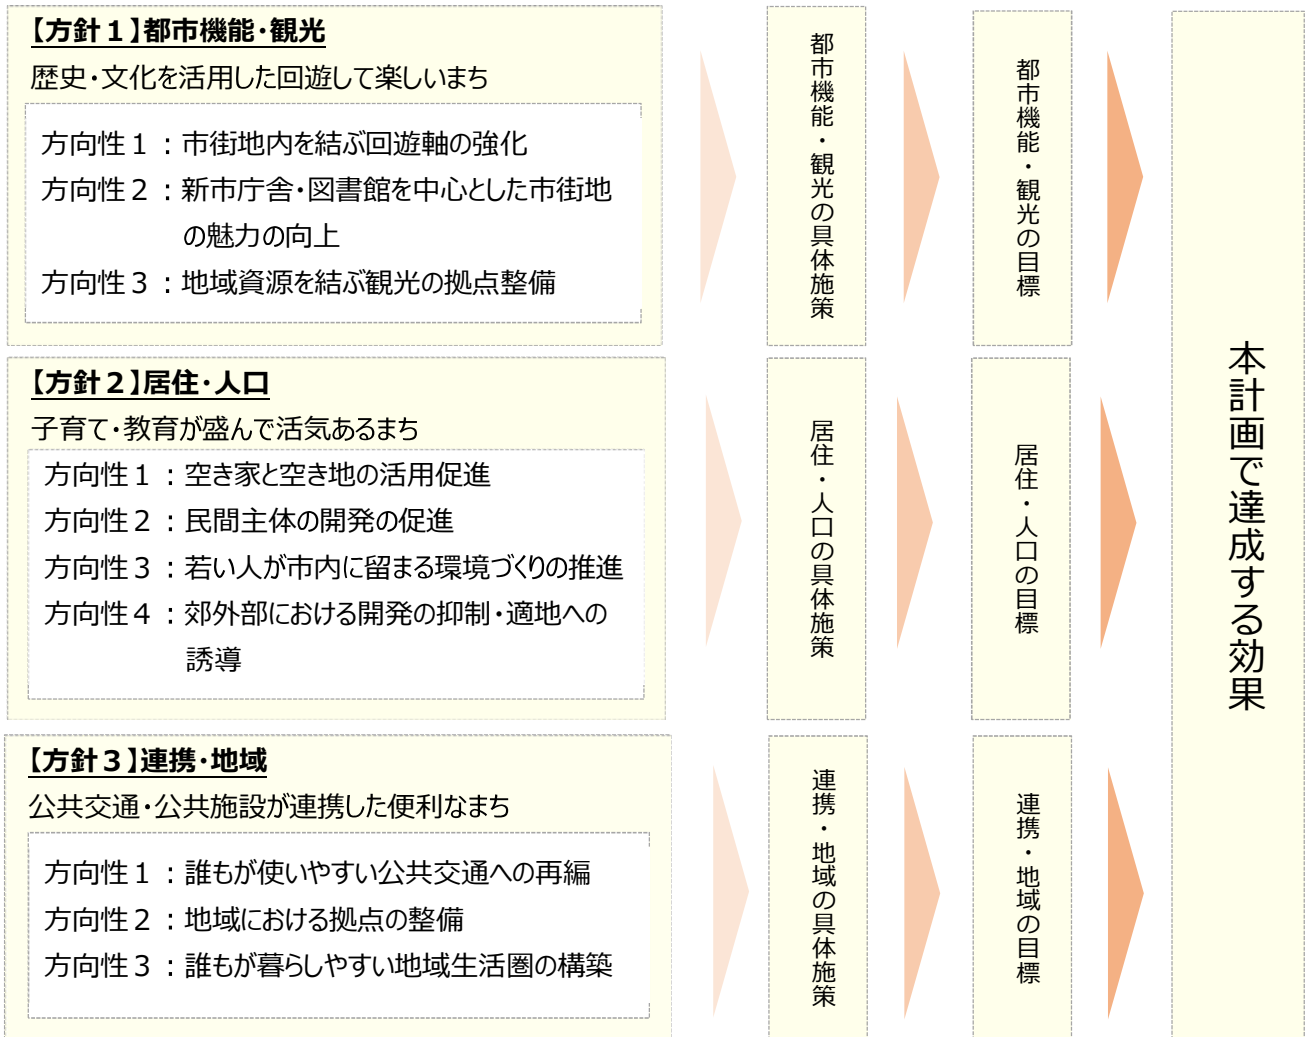 【方針１】都市機能・観光
歴史・文化を活用した回遊して楽しいまち
方向性１：市街地内を結ぶ回遊軸の強化
方向性２：新市庁舎・図書館を中心とした市街地
の魅力の向上
方向性３：地域資源を結ぶ観光の拠点整備
都市機能・観光の具体施策
都市機能・観光の目標
【方針２】居住・人口
子育て・教育が盛んで活気あるまち
方向性１：空き家と空き地の活用促進
方向性２：民間主体の開発の促進
方向性３：若い人が市内に留まる環境づくりの推進
方向性４：郊外部における開発の抑制・適地への
誘導
居住・人口の具体施策
居住・人口の目標
【方針３】連携・地域
公共交通・公共施設が連携した便利なまち
方向性１：誰もが使いやすい公共交通への再編
方向性２：地域における拠点の整備
方向性３：誰もが暮らしやすい地域生活圏の構築
連携・地域の具体施策
連携・地域の目標
本計画で達成する効果